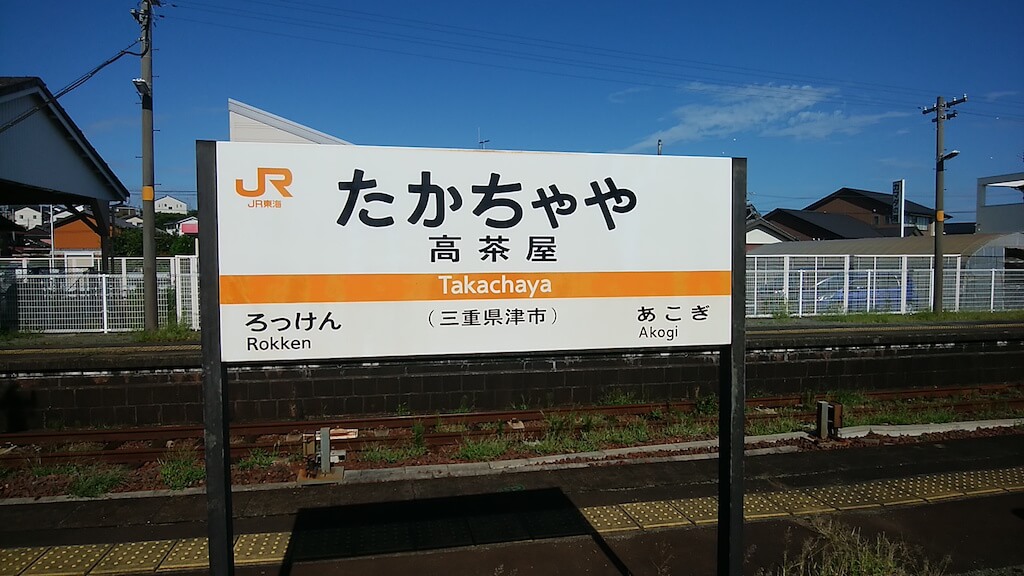 JR
JR東海
たかちゃや
高茶屋
Takachaya
ろっけん
Rokken
（三重県津市）
あこぎ
Akogi